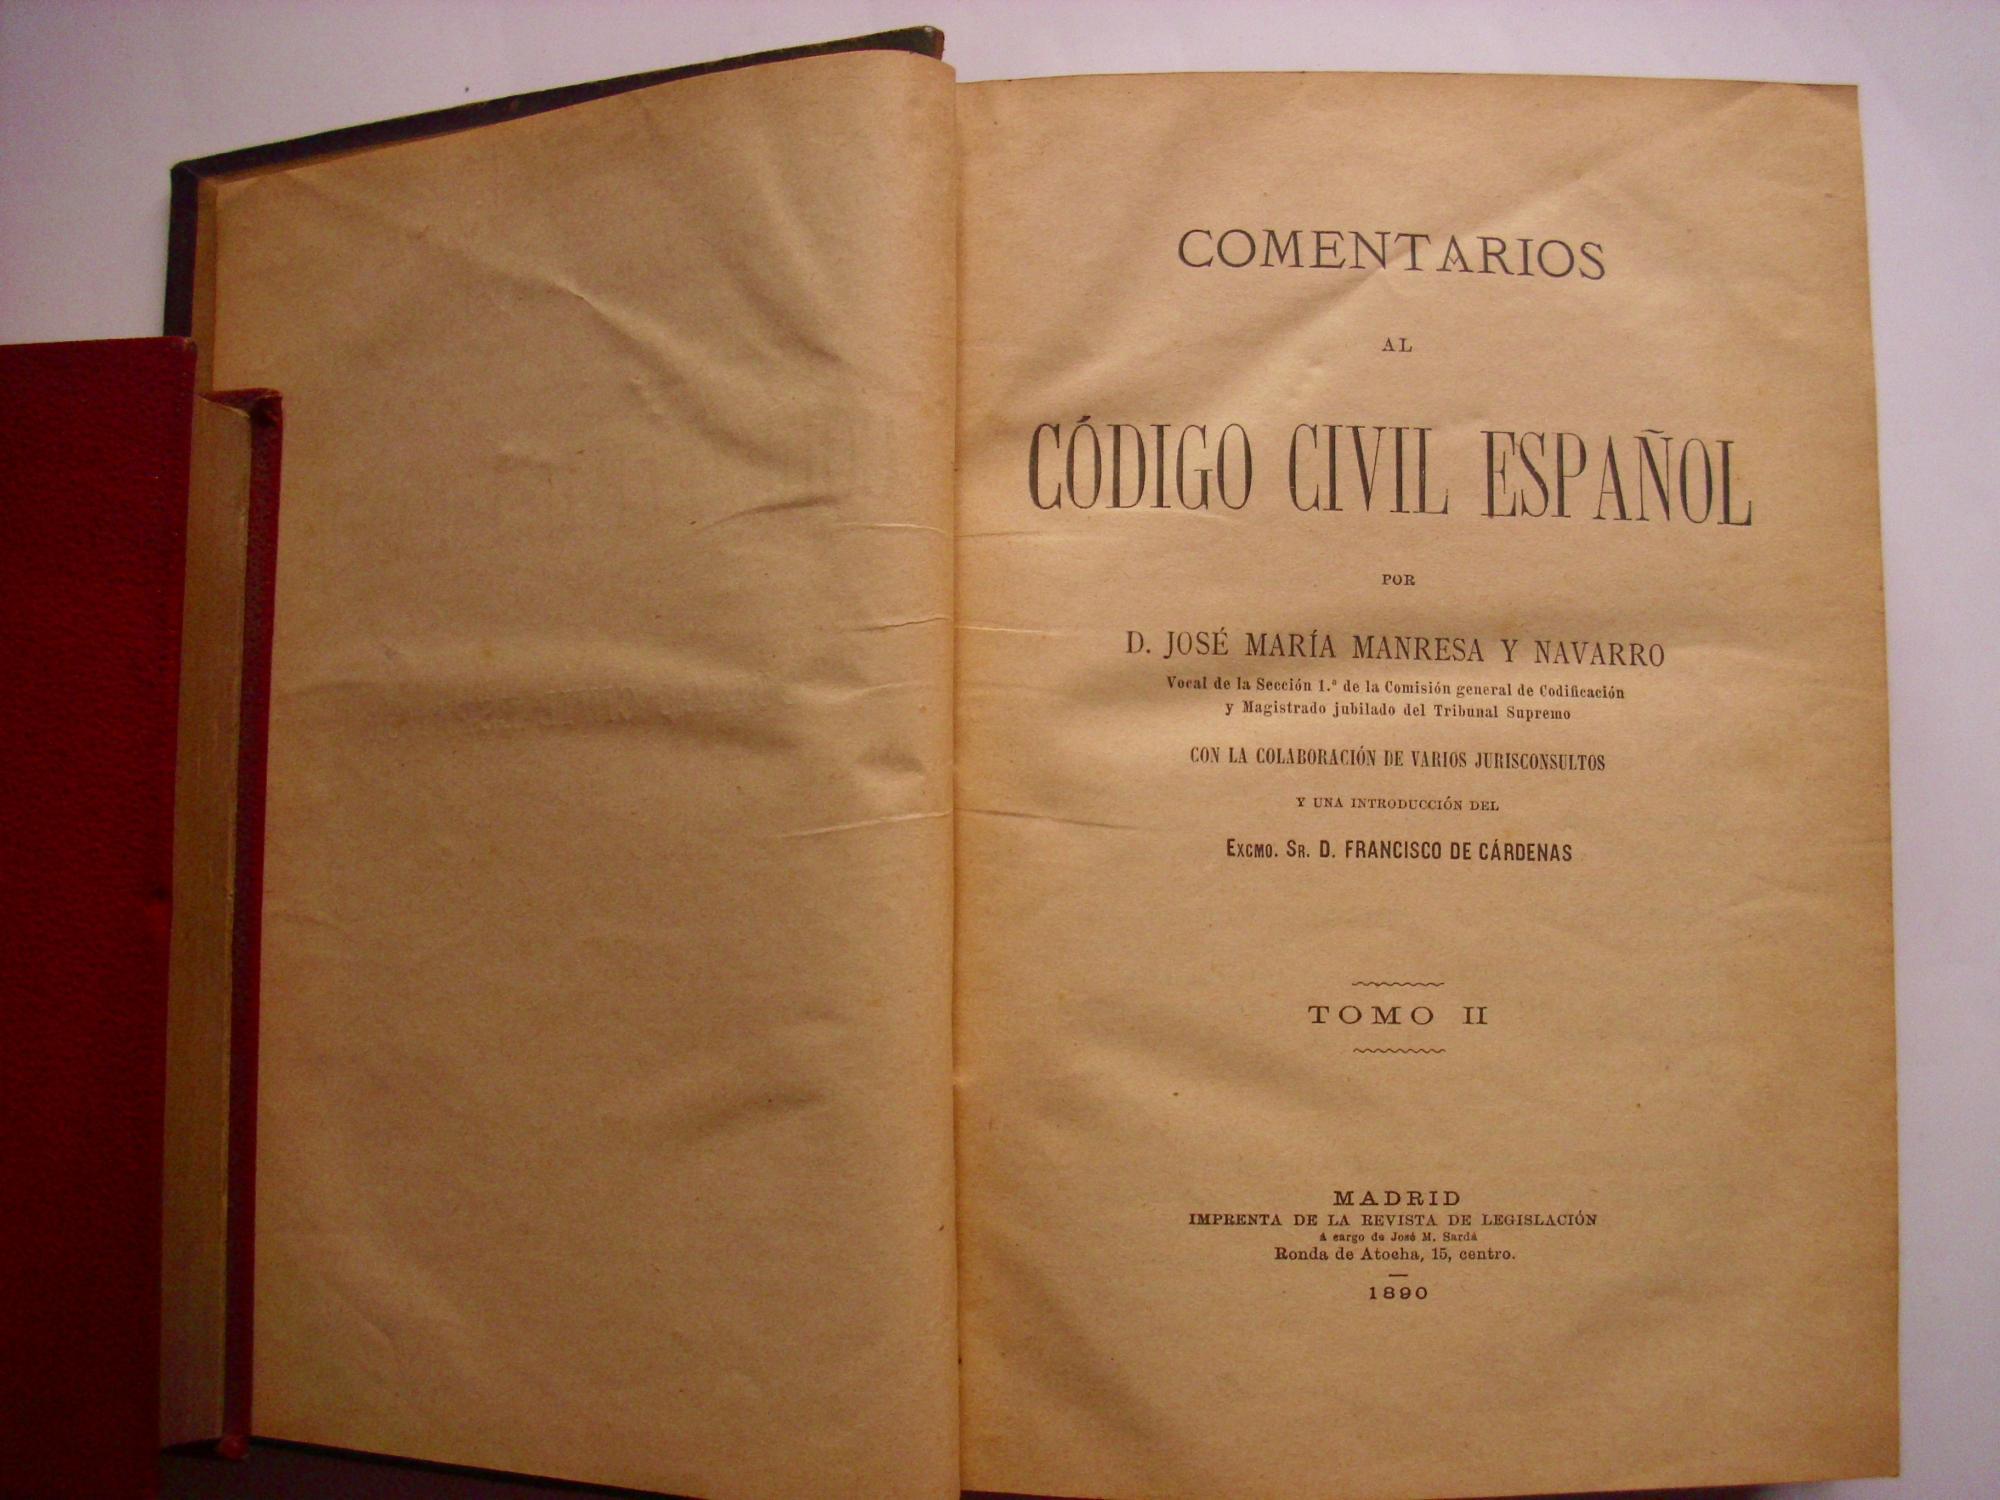 COMENTARIOS
AL
CÓDIGO CIVIL ESPAÑOL
POR
D. JOSÉ MARÍA MANRESA Y NAVARRO
Vocal de la Sección 1.ª de la Comisión general de Codificación
y Magistrado jubilado del Tribunal Supremo
CON LA COLABORACIÓN DE VARIOS JURISCONSULTOS
Y UNA INTRODUCCIÓN DEL
EXCMO. SR. D. FRANCISCO DE CÁRDENAS
TOMO II
MADRID
IMPRENTA DE LA REVISTA DE LEGISLACIÓN
á cargo de José M. Sardá
Ronda de Atocha, 15, centro.
1890